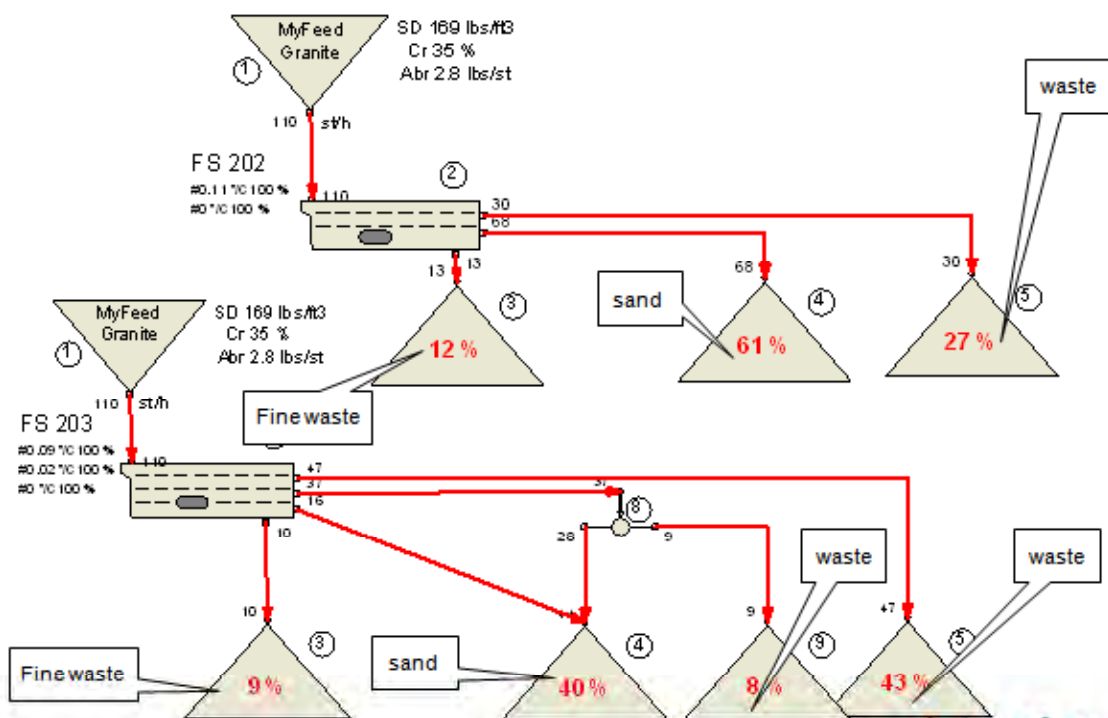 MyFeed
Granite
SD 169 lbs/ft3
Cr 35 %
Abr 2.8 lbs/st
1
110 st/h
waste
FS 202
#0.11 "/C 100 %
#0 "/C 100 %
110
2
30
68
13
13
68
30
3
sand
4
5
12 %
61 %
27 %
MyFeed
Granite
SD 169 lbs/ft3
Cr 35 %
Abr 2.8 lbs/st
1
110 st/h
Fine waste
FS 203
#0.09 "/C 100 %
#0.02 "/C 100 %
#0 "/C 100 %
110
47
37
16
10
37
8
28
9
waste
waste
10
9
47
3
4
9
5
Fine waste
sand
9 %
40 %
8 %
43 %